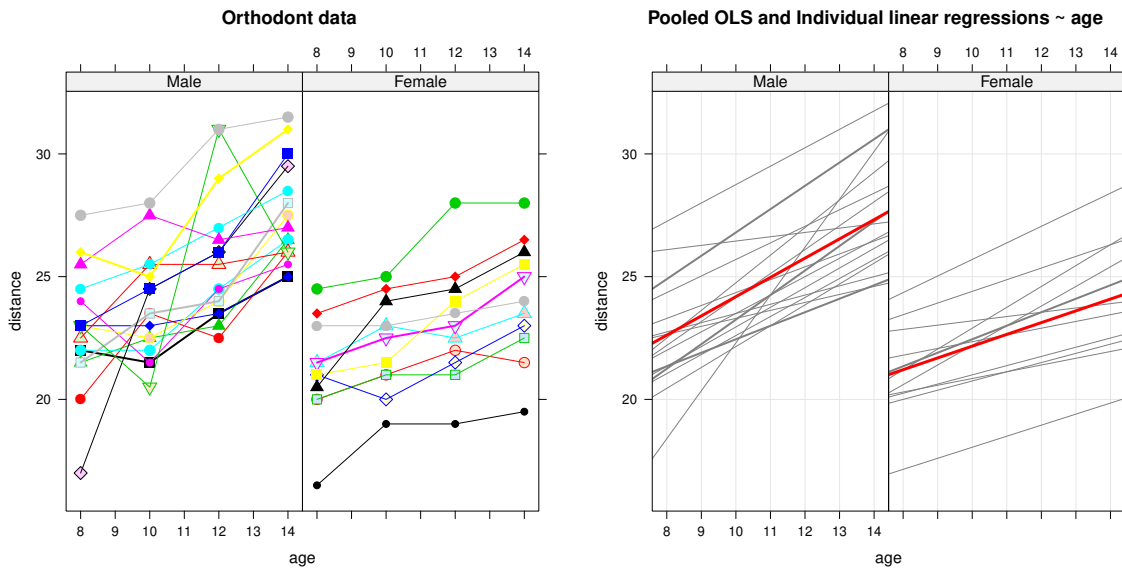 Orthodont data
8 9 10 11 12 13 14
Male Female
distance
30
25
20
8 9 10 11 12 13 14
age
Pooled OLS and Individual linear regressions ~ age
8 9 10 11 12 13 14
Male Female
distance
30
25
20
8 9 10 11 12 13 14
age